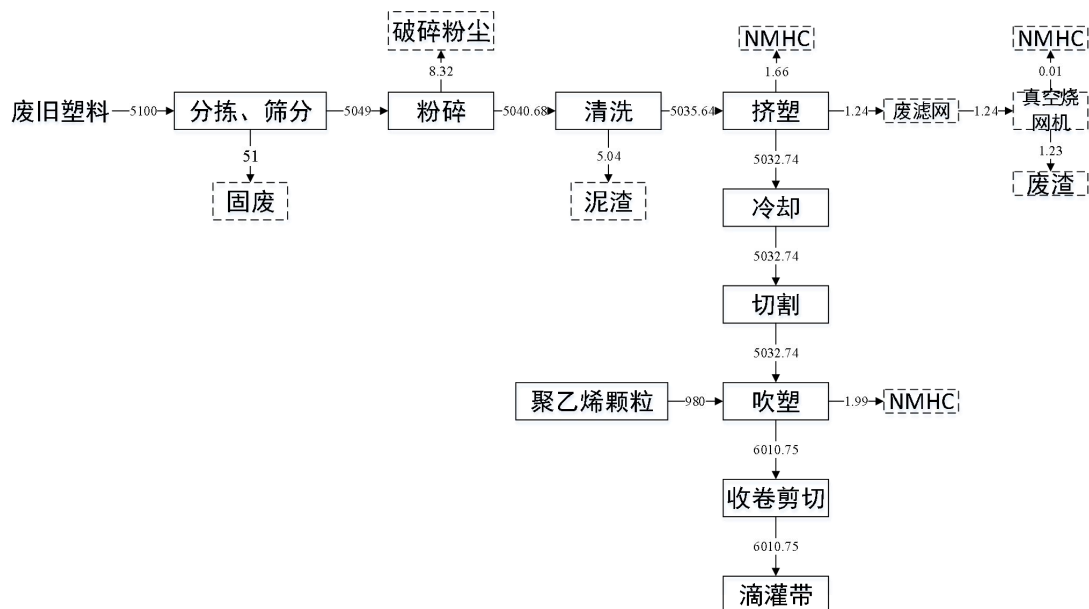 破碎粉尘
NMHC
NMHC
8.32
1.66
0.01
废旧塑料
5100
分拣、筛分
5049
粉碎
5040.68
清洗
5035.64
挤塑
1.24
废滤网
1.24
真空烧
网机
51
5.04
5032.74
1.23
固废
泥渣
冷却
废渣
5032.74
切割
5032.74
聚乙烯颗粒
980
吹塑
1.99
NMHC
6010.75
收卷剪切
6010.75
滴灌带